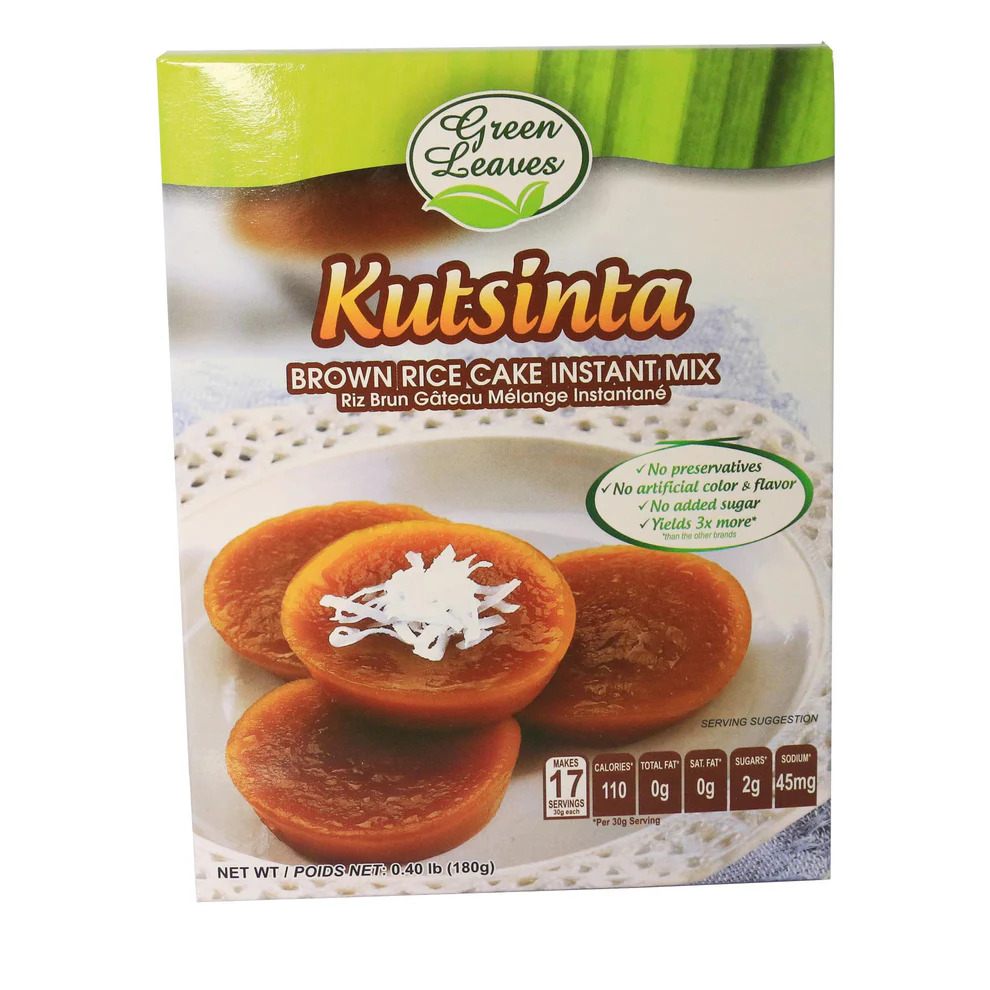 Green
Leaves
Kutsinta
BROWN RICE CAKE INSTANT MIX
Riz Brun Gâteau Mélange Instantané
✓No preservatives
✓No artificial color & flavor
✓No added sugar
✓Yields 3x more*
*than the other brands
SERVING SUGGESTION
MAKES
17
SERVINGS
30g each
CALORIES*
110
TOTAL FAT*
0g
SAT. FAT*
0g
SUGARS*
2g
SODIUM*
45mg
*Per 30g Serving
NET WT / POIDS NET: 0.40 lb (180g)